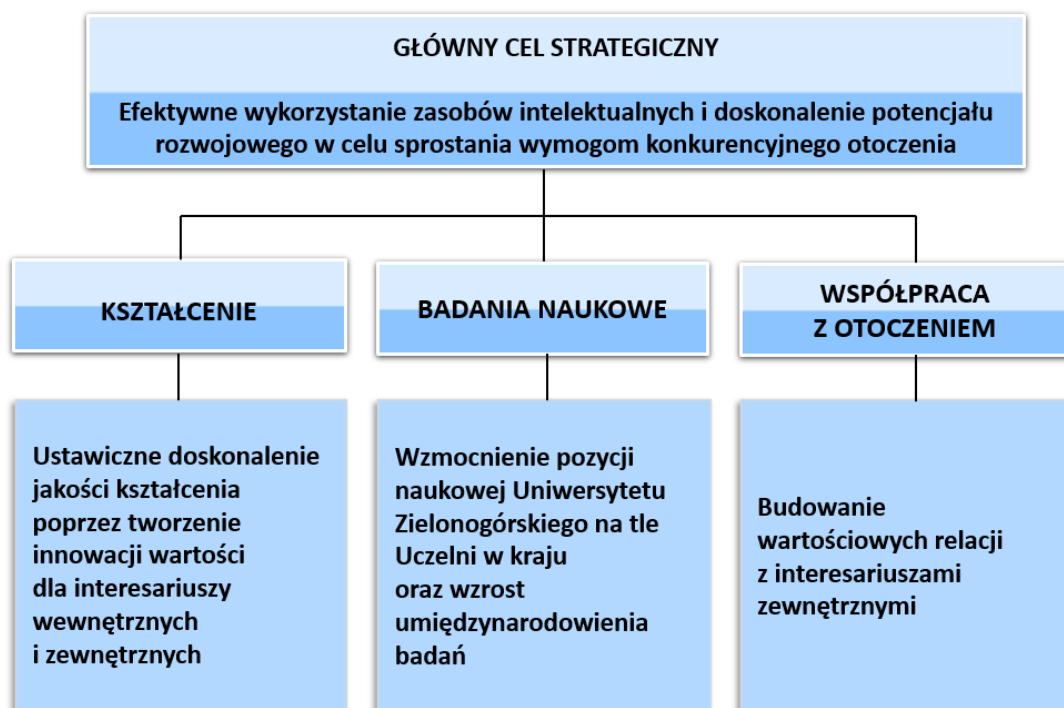 GŁÓWNY CEL STRATEGICZNY
Efektywne wykorzystanie zasobów intelektualnych i doskonalenie potencjału
rozwojowego w celu sprostania wymogom konkurencyjnego otoczenia
KSZTAŁCENIE
BADANIA NAUKOWE
WSPÓŁPRACA
Z OTOCZENIEM
Ustawiczne doskonalenie
jakości kształcenia
poprzez tworzenie
innowacji wartości
dla interesariuszy
wewnętrznych
i zewnętrznych
Wzmocnienie pozycji
naukowej Uniwersytetu
Zielonogórskiego na tle
Uczelni w kraju
oraz wzrost
umiędzynarodowienia
badań
Budowanie
wartościowych relacji
z interesariuszami
zewnętrznymi